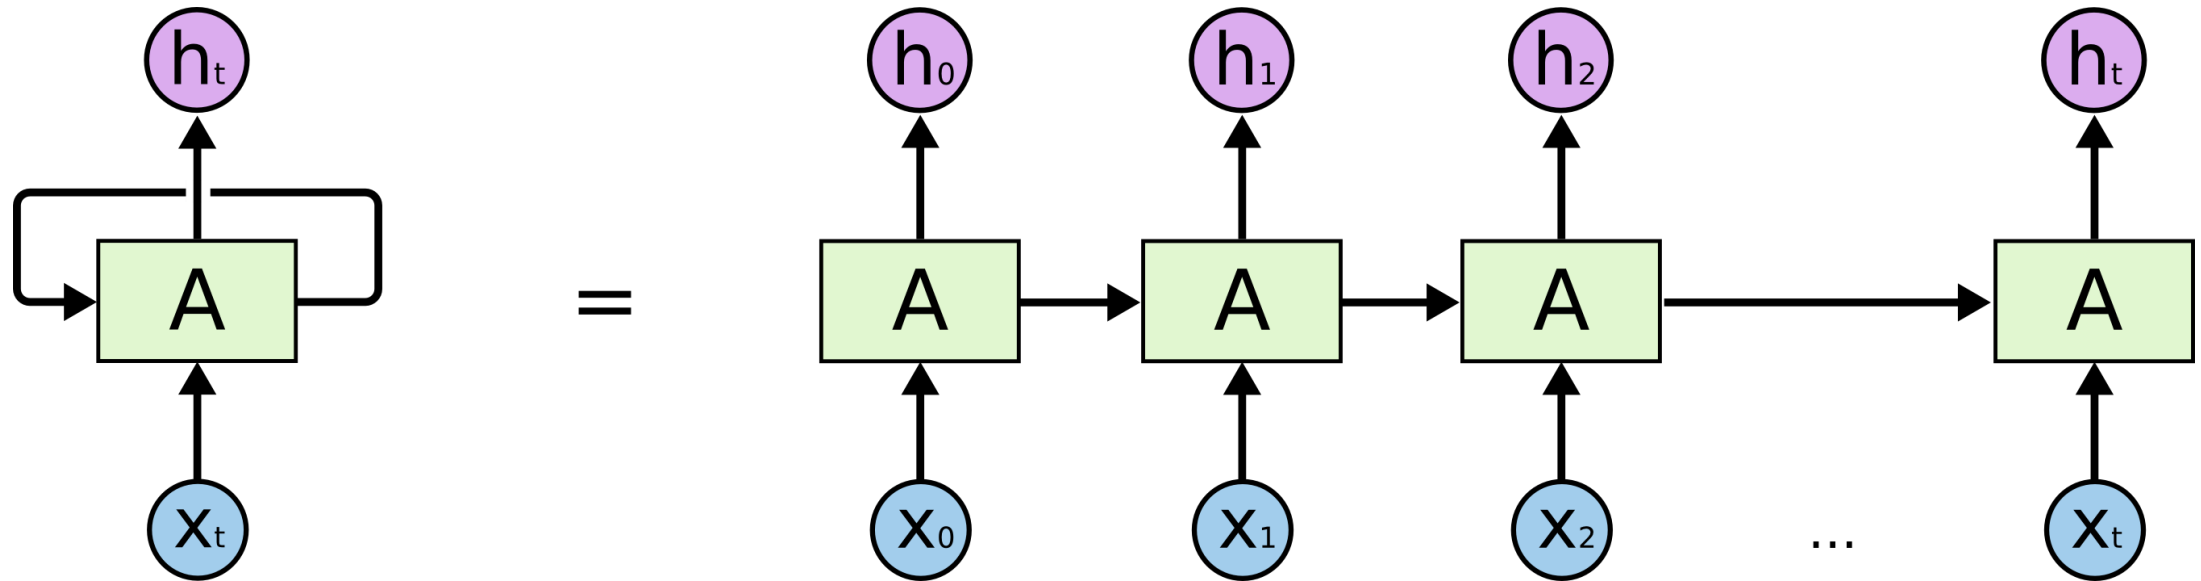 ht h0 h1 h2 ht
A = A A A A
xt x0 x1 x2 ... xt